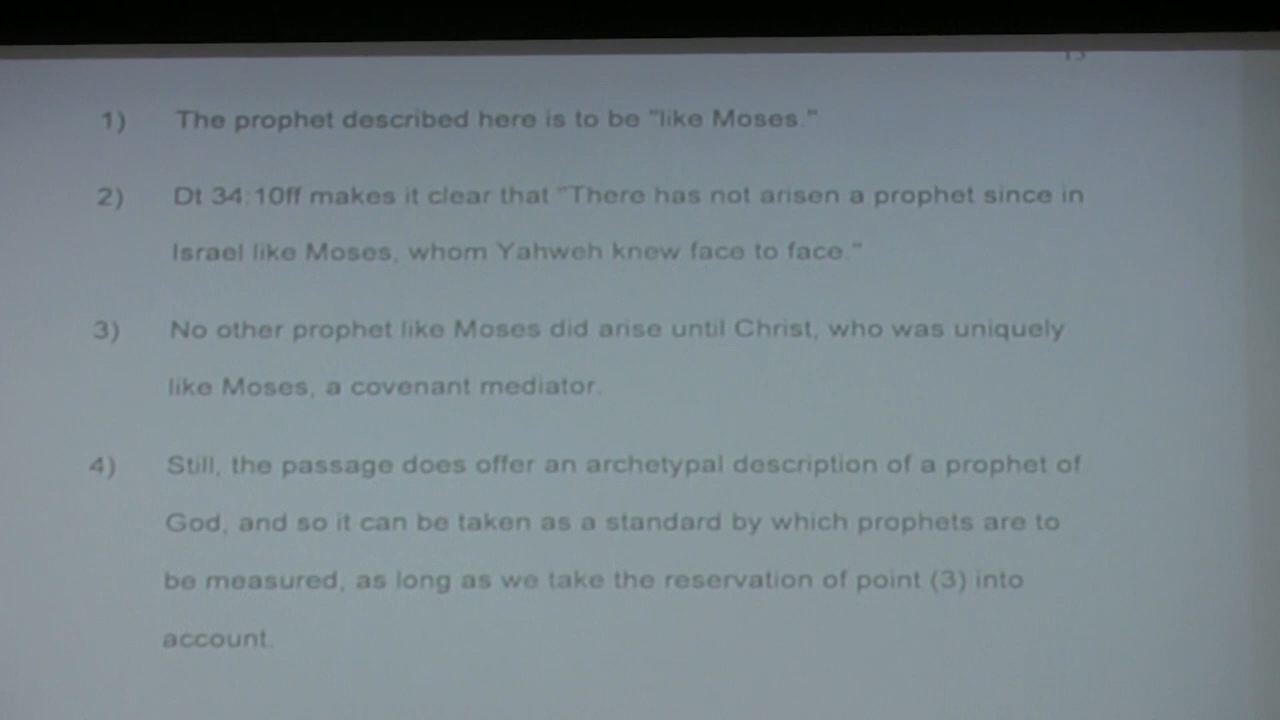 1) The prophet described here is to be "like Moses."
2) Dt 34:10ff makes it clear that "There has not arisen a prophet since in
Israel like Moses, whom Yahweh knew face to face."
3) No other prophet like Moses did arise until Christ, who was uniquely
like Moses, a covenant mediator.
4) Still, the passage does offer an archetypal description of a prophet of
God, and so it can be taken as a standard by which prophets are to
be measured, as long as we take the reservation of point (3) into
account.